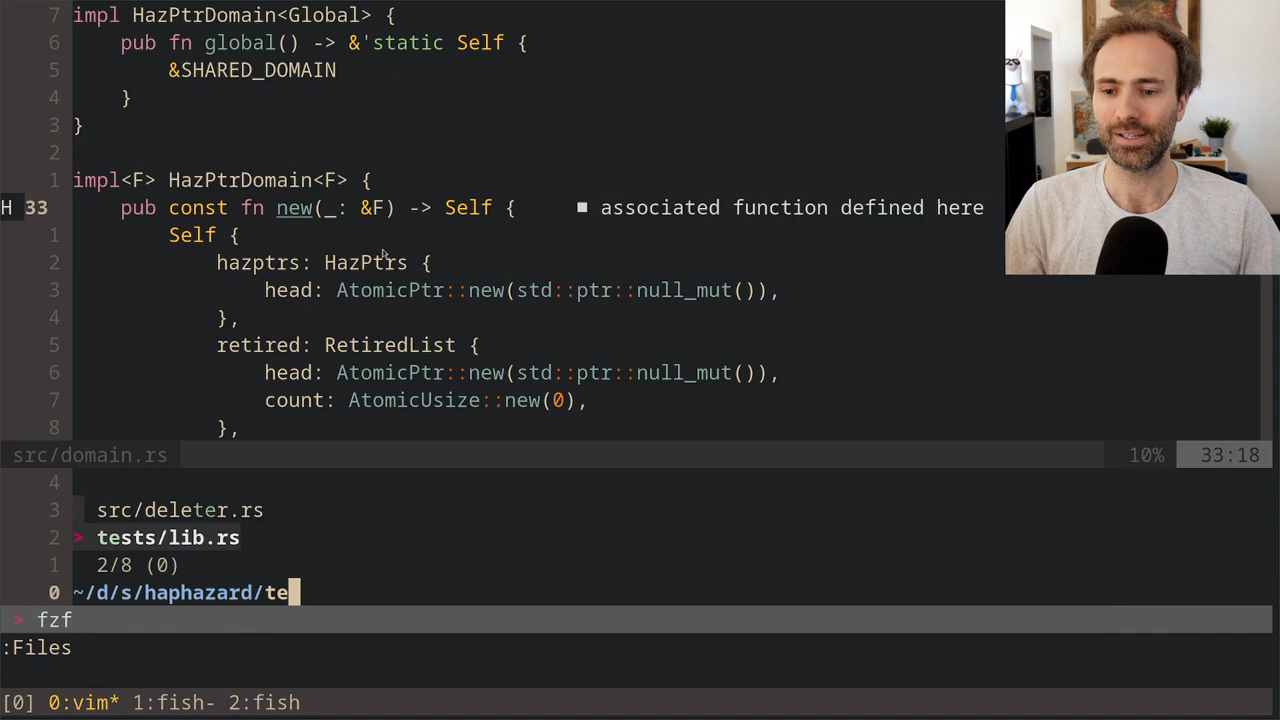 7 impl HazPtrDomain<Global> {
6 pub fn global() -> &'static Self {
5 &SHARED_DOMAIN
4 }
3 }
2
1 impl<F> HazPtrDomain<F> {
H 33 pub const fn new(_: &F) -> Self { ■ associated function defined here
1 Self {
2 hazptrs: HazPtrs {
3 head: AtomicPtr::new(std::ptr::null_mut()),
4 },
5 retired: RetiredList {
6 head: AtomicPtr::new(std::ptr::null_mut()),
7 count: AtomicUsize::new(0),
8 },
src/domain.rs 10% 33:18
4
3 src/deleter.rs
2 > tests/lib.rs
1 2/8 (0)
0 ~/d/s/haphazard/te
> fzf
:Files
[0] 0:vim* 1:fish- 2:fish